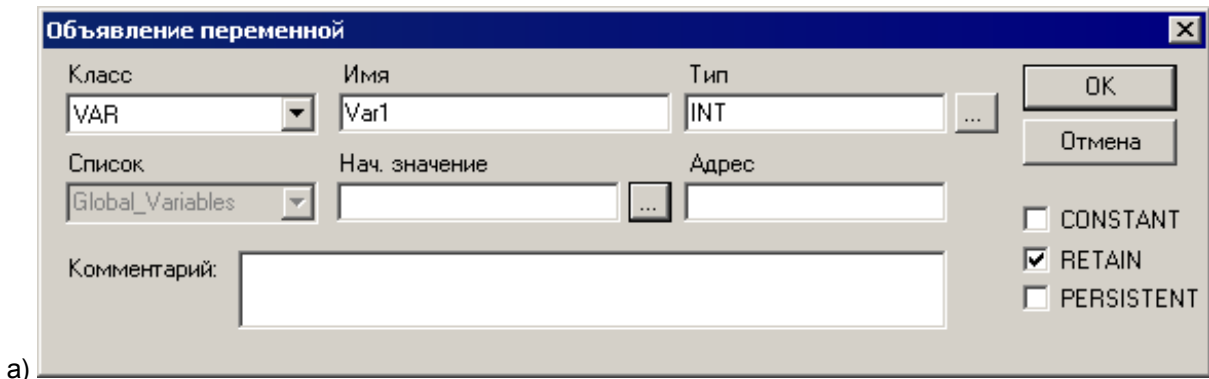 Объявление переменной
Класс Имя Тип
VAR Var1 INT ... OK
Список Нач. значение Адрес Отмена
Global_Variables ...
CONSTANT
Комментарий: RETAIN
PERSISTENT
а)